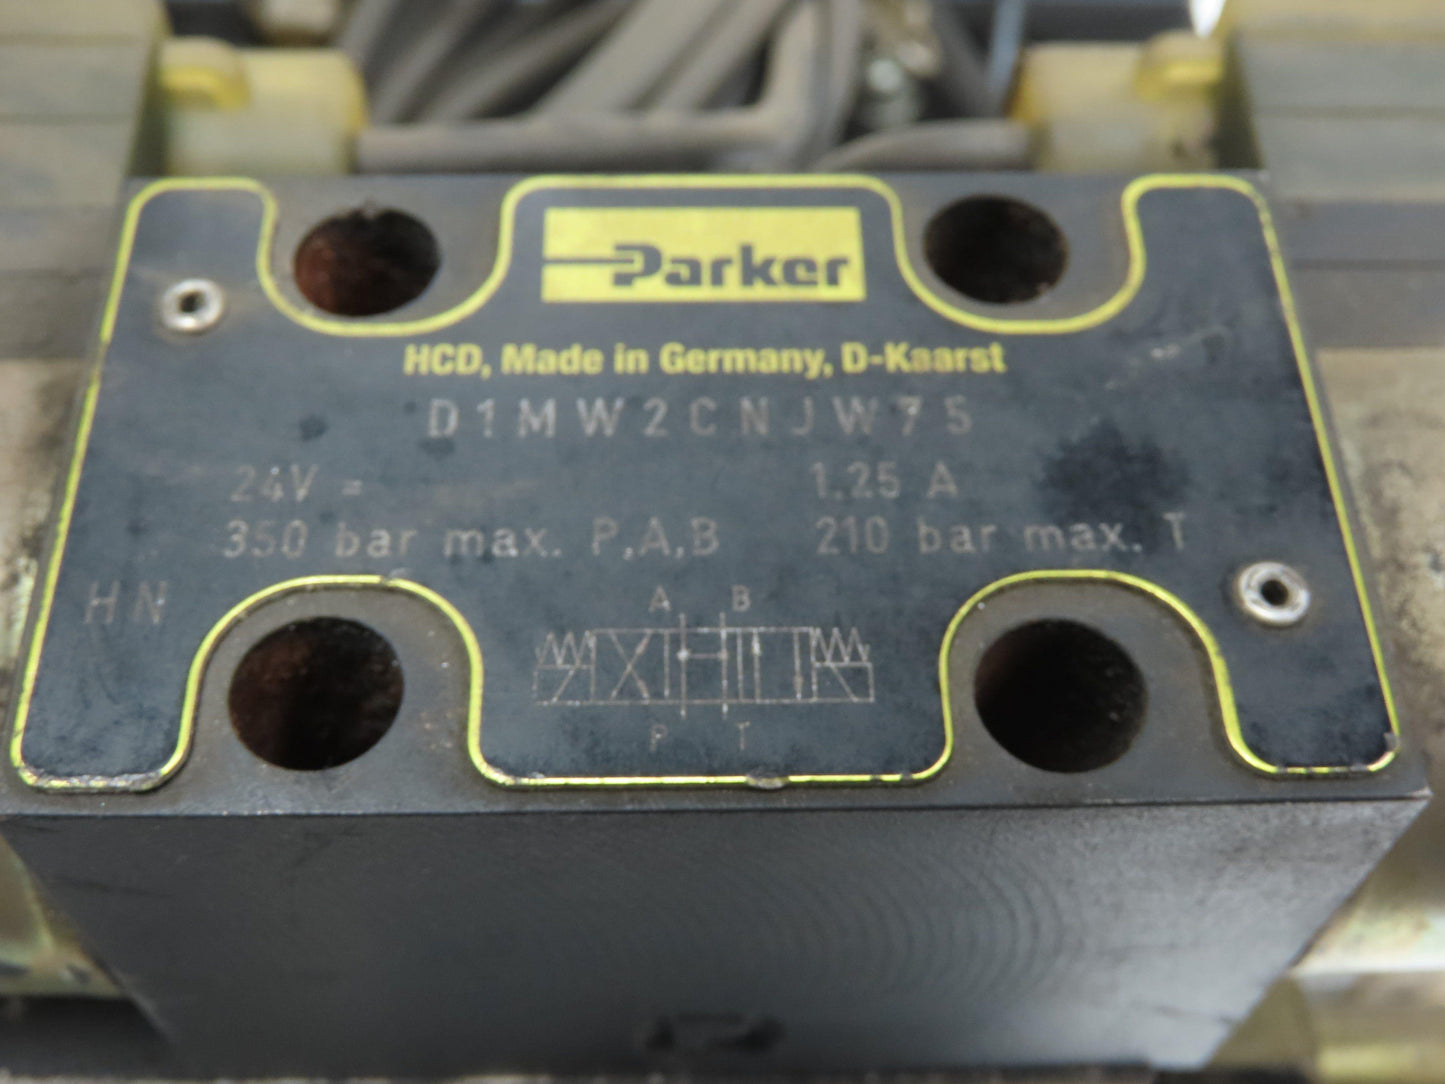 Parker
HCD, Made in Germany, D-Kaarst
D1MW2CNJW75
24V = 1.25 A
350 bar max. P,A,B 210 bar max. T
HN
A B
P T